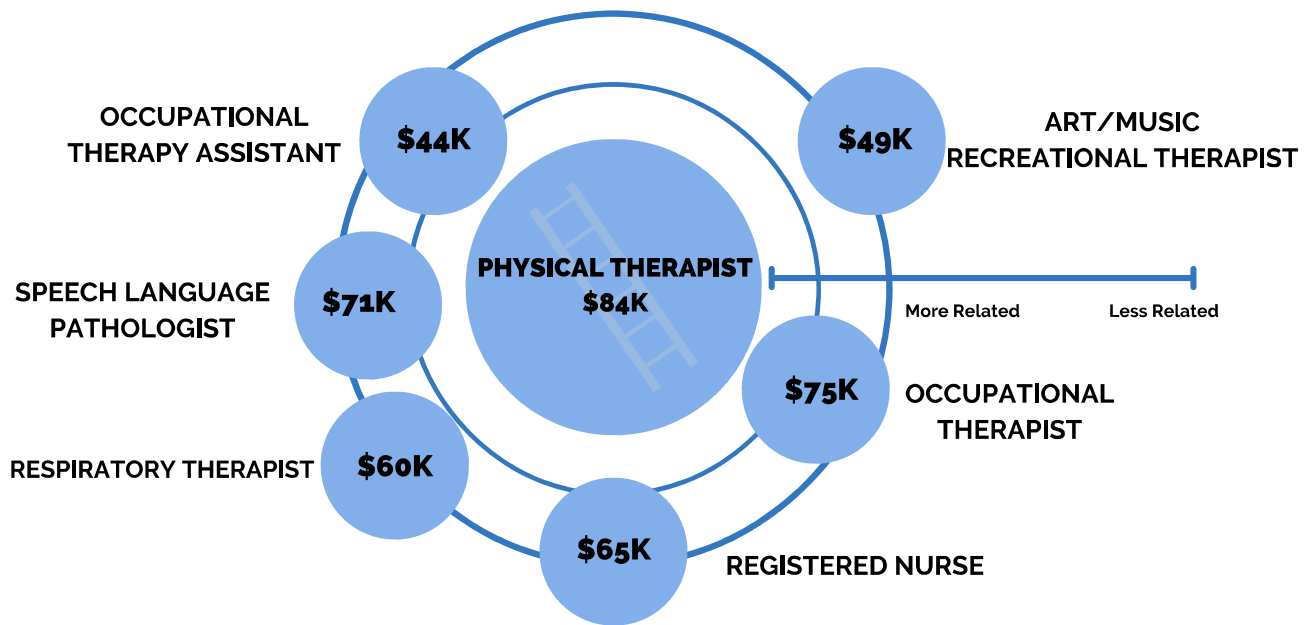 OCCUPATIONAL
THERAPY ASSISTANT
$44K
$49K
ART/MUSIC
RECREATIONAL THERAPIST
PHYSICAL THERAPIST
$84K
SPEECH LANGUAGE
PATHOLOGIST
$71K
More Related
Less Related
$75K
OCCUPATIONAL
THERAPIST
RESPIRATORY THERAPIST
$60K
$65K
REGISTERED NURSE